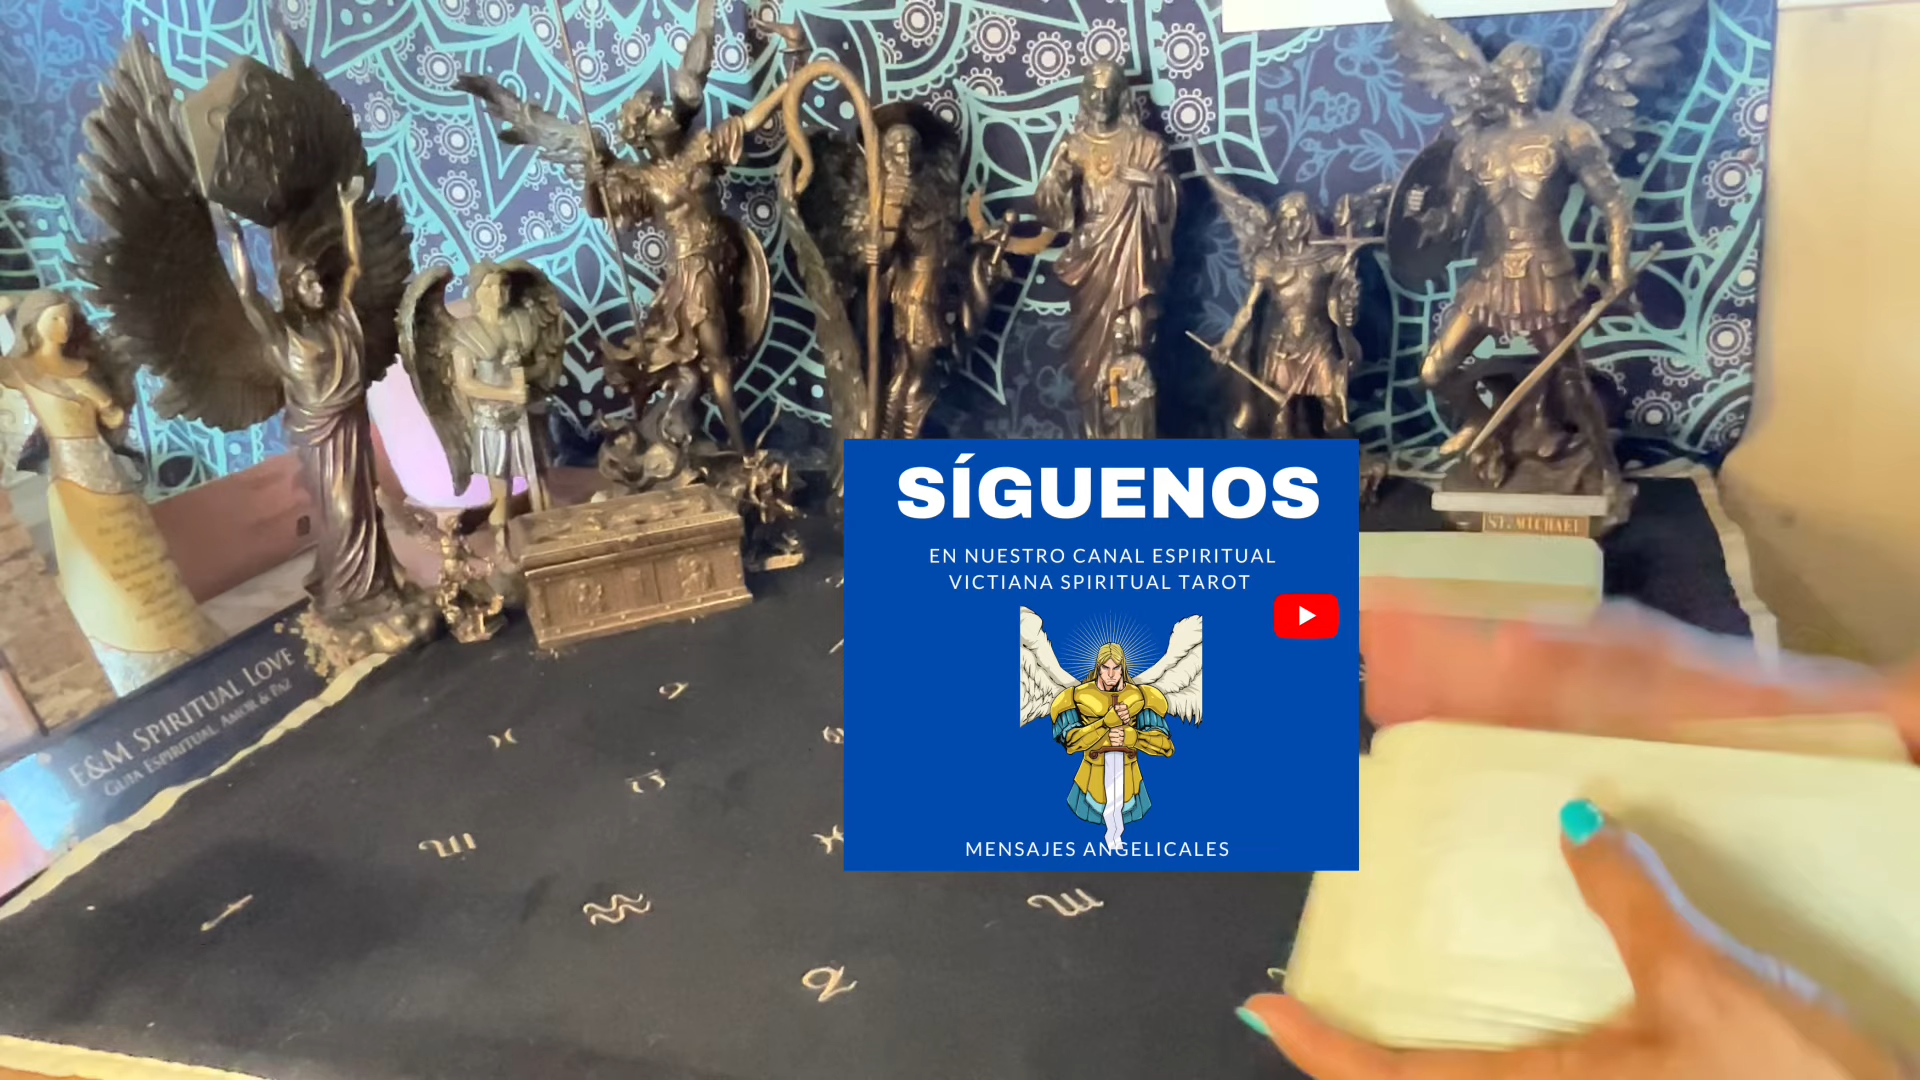 SÍGUENOS
EN NUESTRO CANAL ESPIRITUAL
VICTIANA SPIRITUAL TAROT
MENSAJES ANGELICALES
ST. MICHAEL
E&M SPIRITUAL LOVE
GUIA ESPIRITUAL, AMOR & PAZ